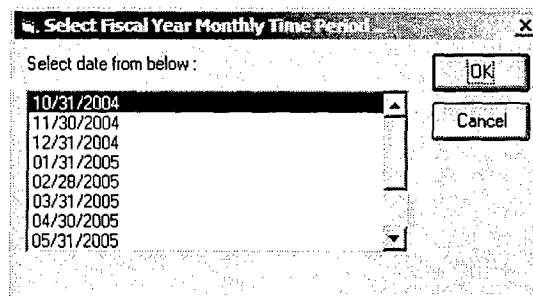 Select Fiscal Year Monthly Time Period ...
Select date from below :
OK
Cancel
10/31/2004
11/30/2004
12/31/2004
01/31/2005
02/28/2005
03/31/2005
04/30/2005
05/31/2005